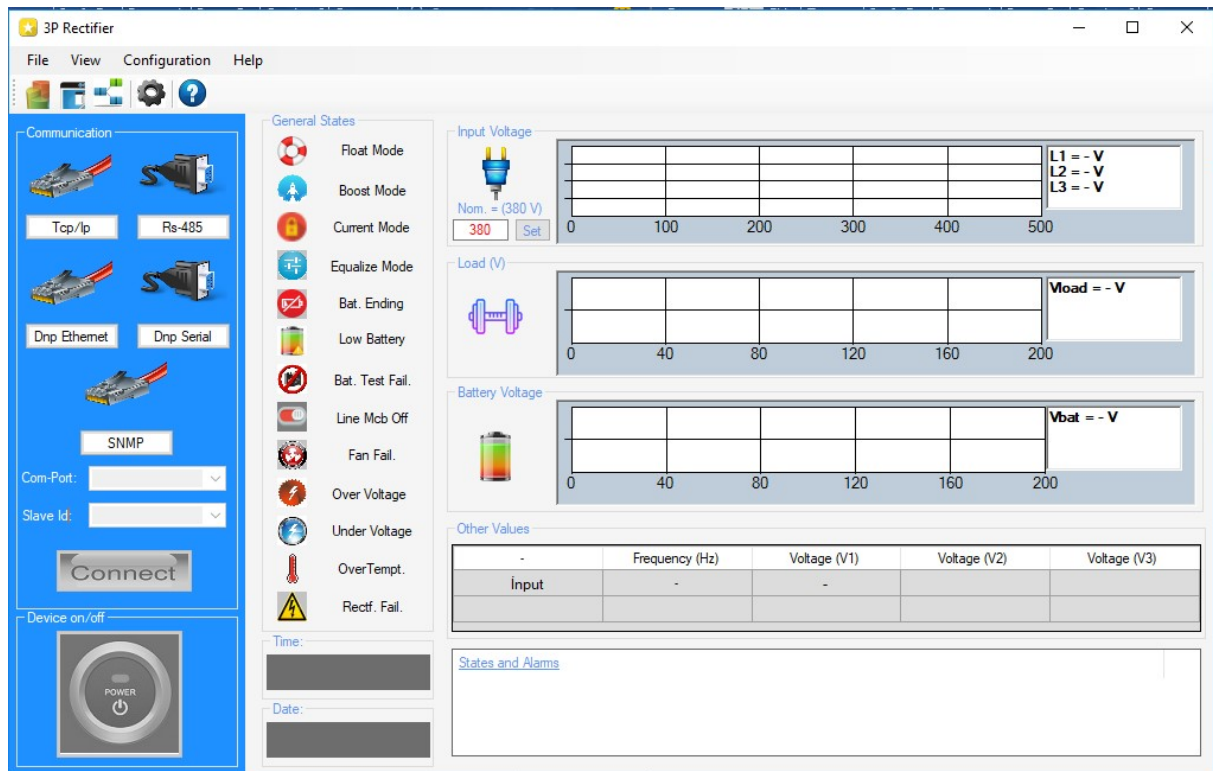 3P Rectifier
File View Configuration Help
Communication
Tcp/Ip Rs-485
Dnp Ethernet Dnp Serial
SNMP
Com-Port:
Slave Id:
Connect
Device on/off
POWER
General States
Float Mode
Boost Mode
Current Mode
Equalize Mode
Bat. Ending
Low Battery
Bat. Test Fail.
Line Mcb Off
Fan Fail.
Over Voltage
Under Voltage
OverTempt.
Rectf. Fail.
Time:
Date:
Input Voltage
Nom. = (380 V)
380 Set
0 100 200 300 400 500
L1 = - V
L2 = - V
L3 = - V
Load (V)
0 40 80 120 160 200
Vload = - V
Battery Voltage
0 40 80 120 160 200
Vbat = - V
Other Values
- Frequency (Hz) Voltage (V1) Voltage (V2) Voltage (V3)
İnput - -
States and Alarms